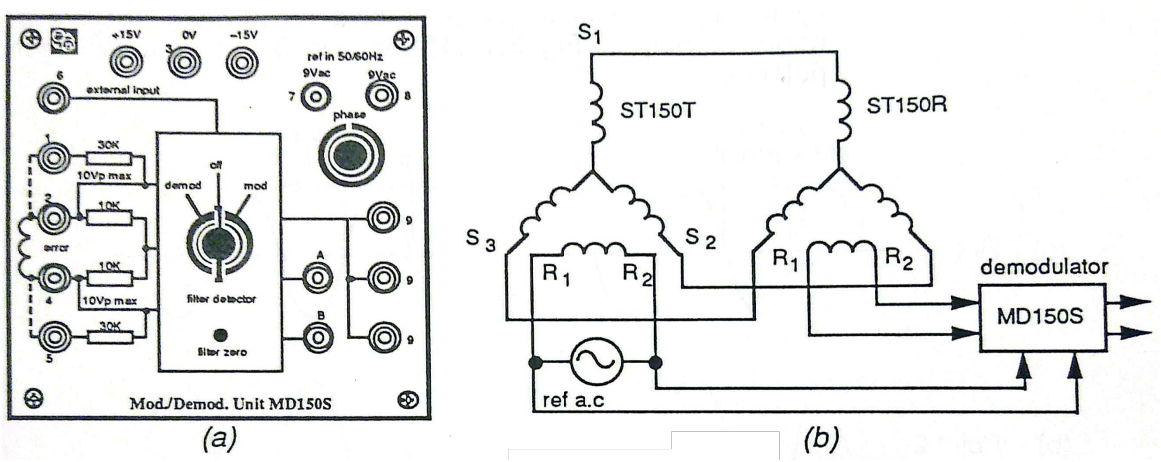 +15V 0V -15V
3
6
external input
ref in 50/60Hz
9Vac 9Vac
7 8
phase
1
30K
10Vp max
2
10K
error
10K
4
10Vp max
30K
5
off
demod mod
filter detector
filter zero
A
B
9
9
9
Mod./Demod. Unit MD150S
(a)
S1
ST150T
ST150R
S3
S2
R1 R2
R1 R2
ref a.c
demodulator
MD150S
(b)